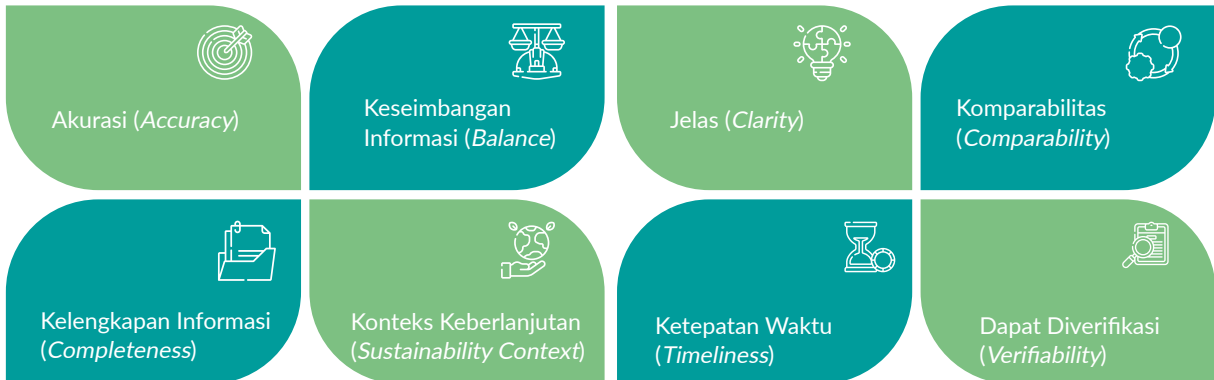 Akurasi (Accuracy)
Keseimbangan
Informasi (Balance)
Jelas (Clarity)
Komparabilitas
(Comparability)
Kelengkapan Informasi
(Completeness)
Konteks Keberlanjutan
(Sustainability Context)
Ketepatan Waktu
(Timeliness)
Dapat Diverifikasi
(Verifiability)